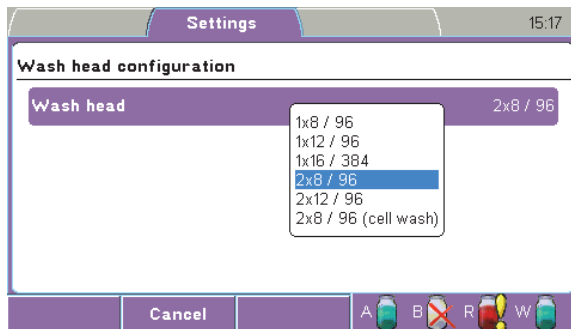 Settings
15:17
Wash head configuration
Wash head 2x8 / 96
1x8 / 96
1x12 / 96
1x16 / 384
2x8 / 96
2x12 / 96
2x8 / 96 (cell wash)
Cancel
A B R W